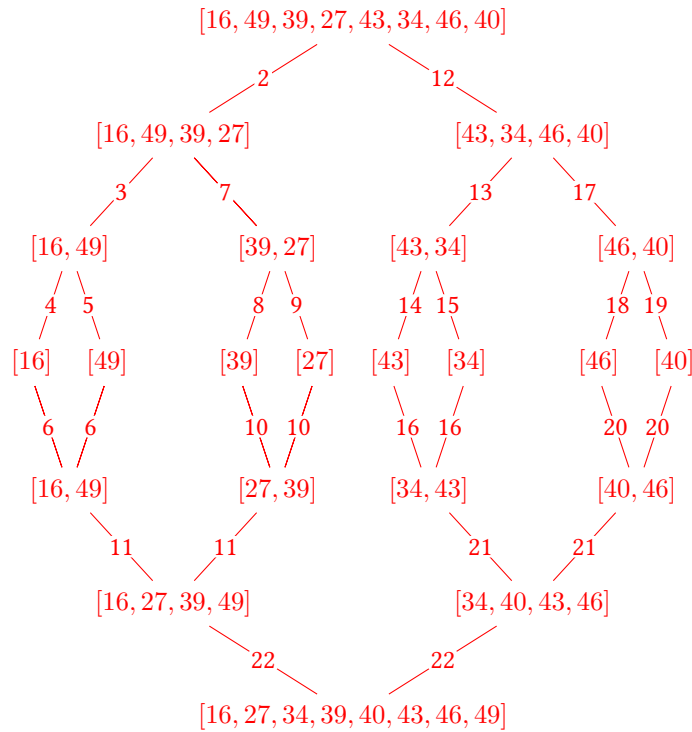 [16, 49, 39, 27, 43, 34, 46, 40]
2 12
[16, 49, 39, 27] [43, 34, 46, 40]
3 7 13 17
[16, 49] [39, 27] [43, 34] [46, 40]
4 5 8 9 14 15 18 19
[16] [49] [39] [27] [43] [34] [46] [40]
6 6 10 10 16 16 20 20
[16, 49] [27, 39] [34, 43] [40, 46]
11 11 21 21
[16, 27, 39, 49] [34, 40, 43, 46]
22 22
[16, 27, 34, 39, 40, 43, 46, 49]